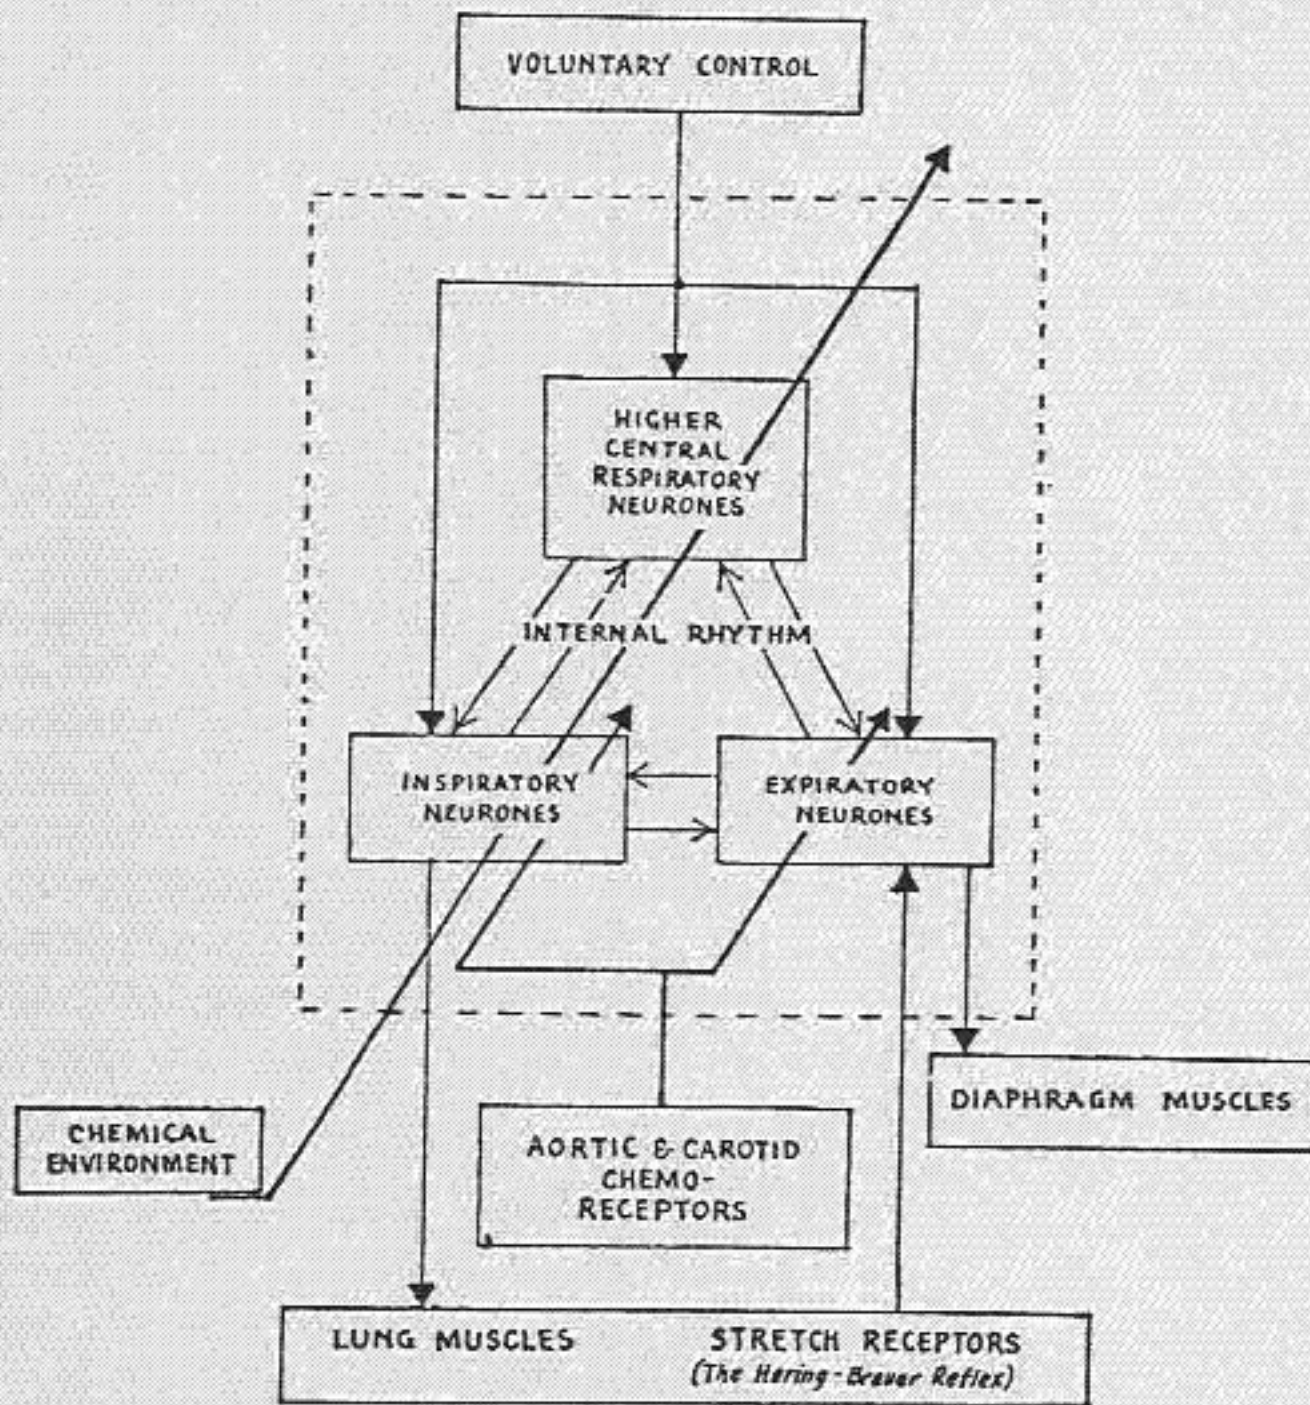 VOLUNTARY CONTROL
HIGHER
CENTRAL
RESPIRATORY
NEURONES
INTERNAL RHYTHM
INSPIRATORY
NEURONES
EXPIRATORY
NEURONES
DIAPHRAGM MUSCLES
CHEMICAL
ENVIRONMENT
AORTIC & CAROTID
CHEMO-
RECEPTORS
LUNG MUSCLES
STRETCH RECEPTORS
(The Hering-Breuer Reflex)